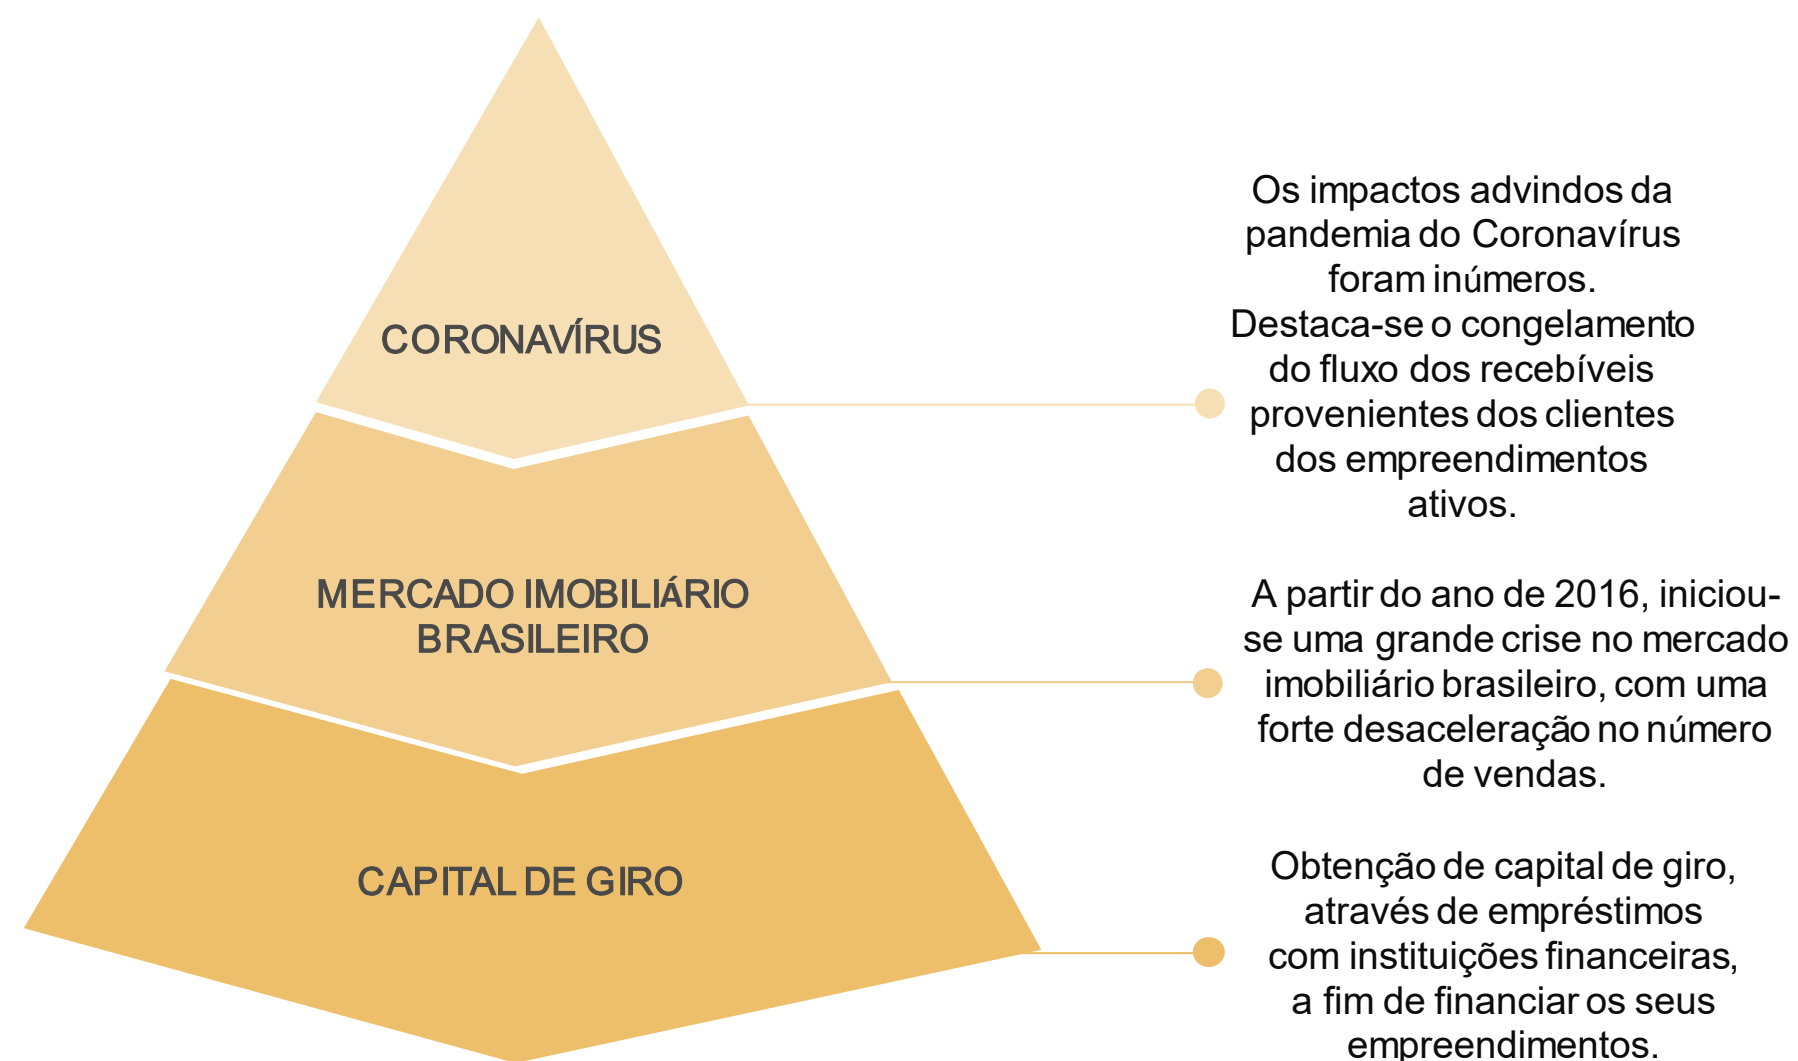 CORONAVÍRUS
Os impactos advindos da
pandemia do Coronavírus
foram inúmeros.
Destaca-se o congelamento
do fluxo dos recebíveis
provenientes dos clientes
dos empreendimentos
ativos.
MERCADO IMOBILIÁRIO
BRASILEIRO
A partir do ano de 2016, iniciou-
se uma grande crise no mercado
imobiliário brasileiro, com uma
forte desaceleração no número
de vendas.
CAPITAL DE GIRO
Obtenção de capital de giro,
através de empréstimos
com instituições financeiras,
a fim de financiar os seus
empreendimentos.